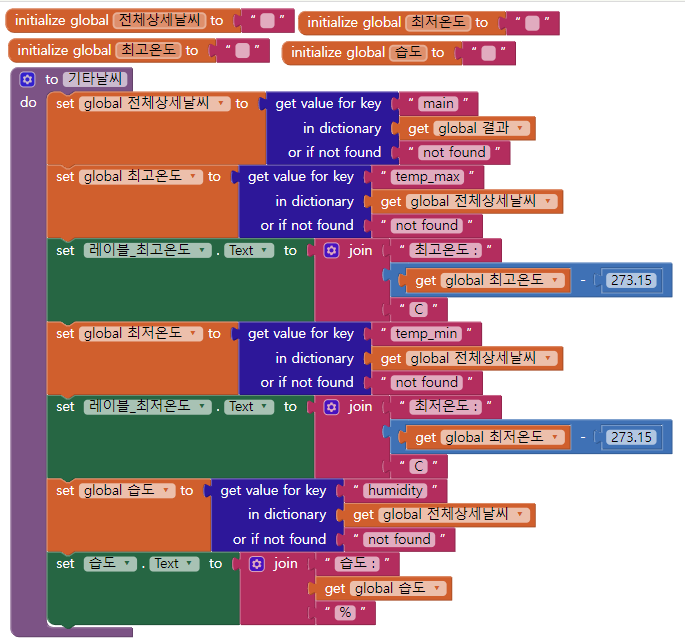 initialize global 전체상세날씨 to " "
initialize global 최저온도 to " "
initialize global 최고온도 to " "
initialize global 습도 to " "
to 기타날씨
do set global 전체상세날씨 to get value for key " main "
in dictionary get global 결과
or if not found " not found "
set global 최고온도 to get value for key " temp_max "
in dictionary get global 전체상세날씨
or if not found " not found "
set 레이블_최고온도 . Text to join " 최고온도 : "
get global 최고온도 - 273.15
" C "
set global 최저온도 to get value for key " temp_min "
in dictionary get global 전체상세날씨
or if not found " not found "
set 레이블_최저온도 . Text to join " 최저온도 : "
get global 최저온도 - 273.15
" C "
set global 습도 to get value for key " humidity "
in dictionary get global 전체상세날씨
or if not found " not found "
set 습도 . Text to join " 습도 : "
get global 습도
" % "